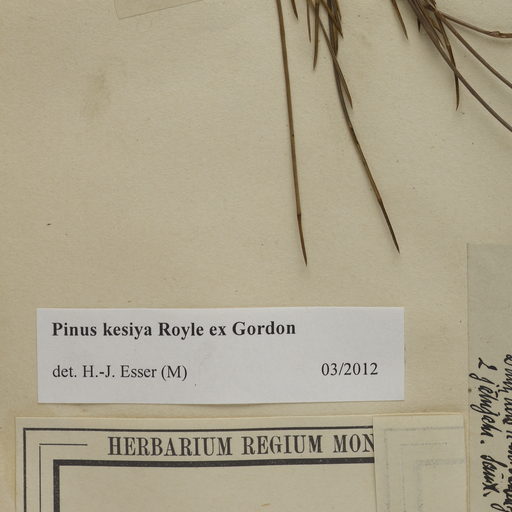 Pinus kesiya Royle ex Gordon
det. H.-J. Esser (M)
03/2012
HERBARIUM REGIUM MON